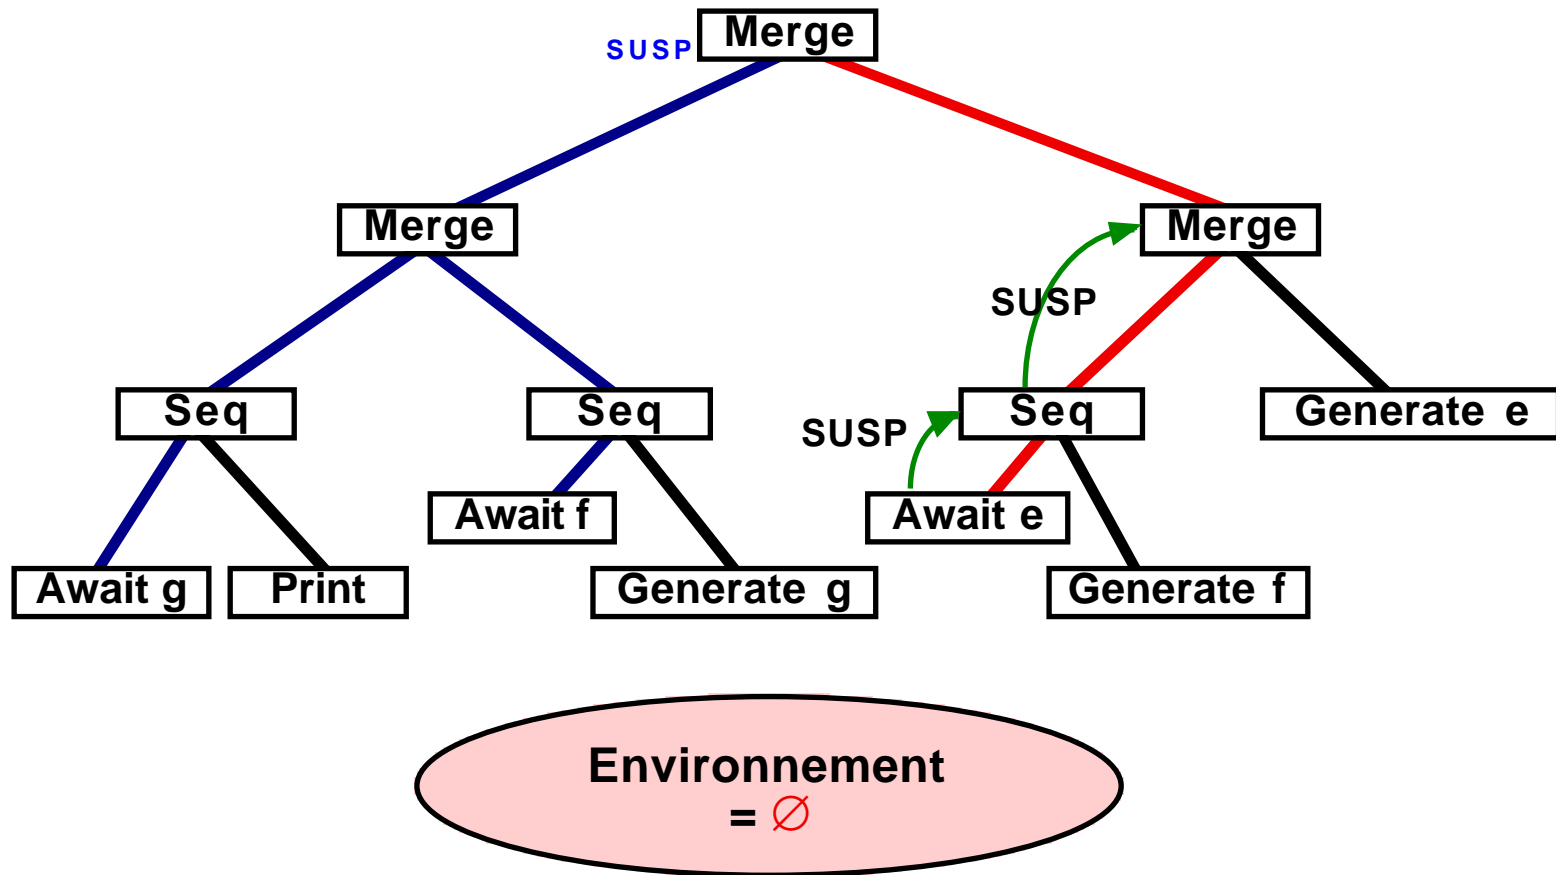 SUSP
Merge
Merge
Merge
SUSP
Seq
Seq
SUSP
Seq
Generate e
Await f
Await e
Await g
Print
Generate g
Generate f
Environnement
= ∅